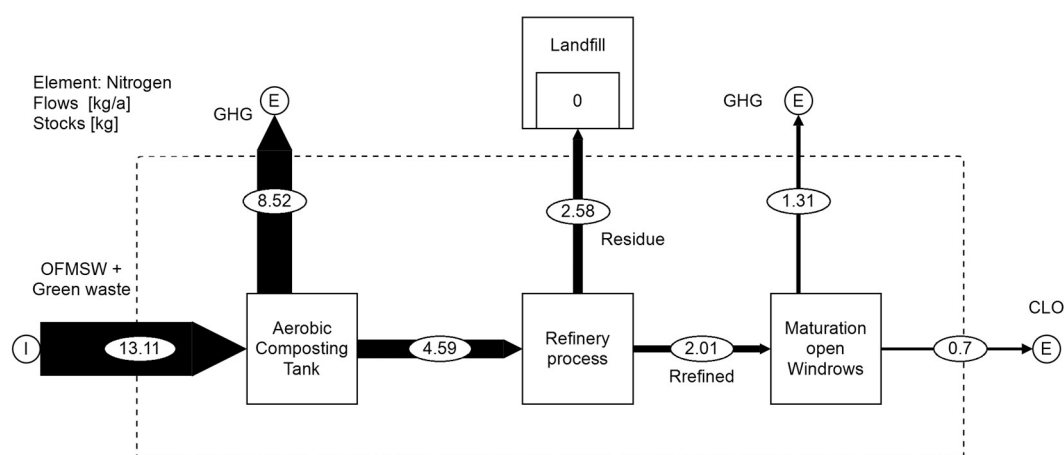 Landfill
0
Element: Nitrogen
Flows [kg/a]
Stocks [kg]
GHG
E
GHG
E
8.52
2.58
1.31
Residue
OFMSW +
Green waste
I
13.11
Aerobic
Composting
Tank
4.59
Refinery
process
2.01
Rrefined
Maturation
open
Windrows
0.7
CLO
E